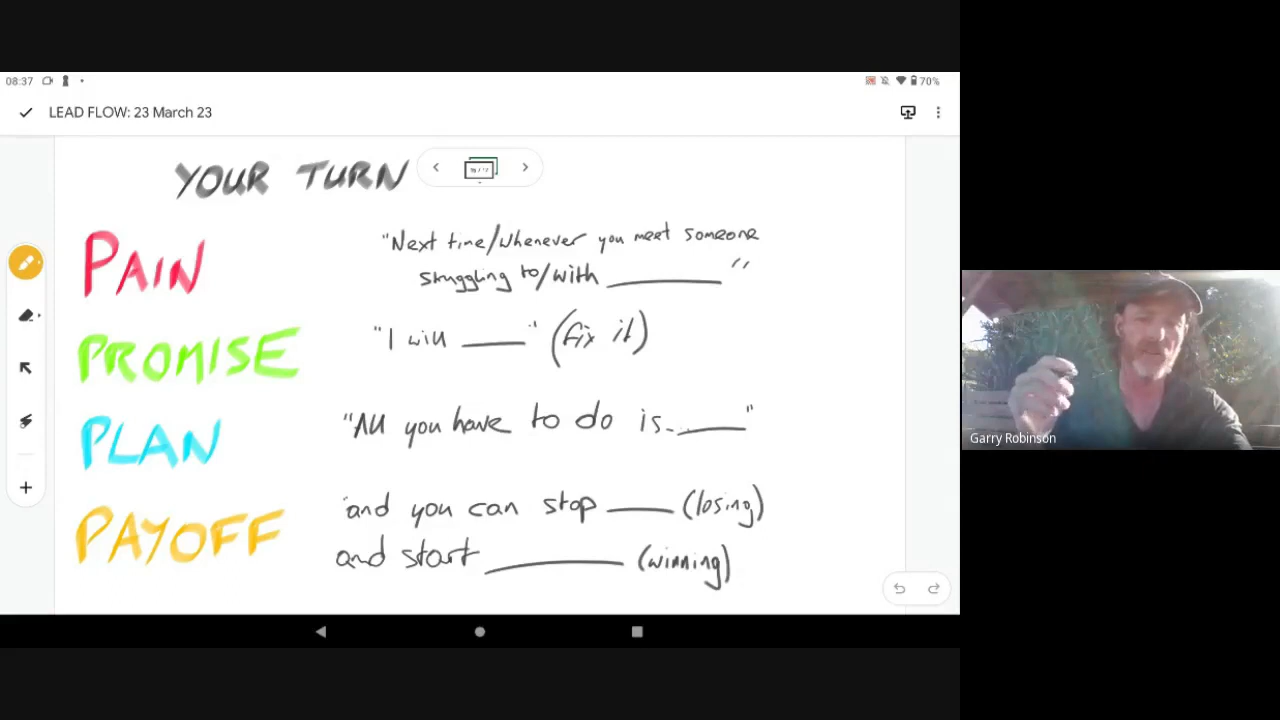 08:37
70%
LEAD FLOW: 23 March 23
YOUR TURN
PAIN
"Next time/Whenever you meet someone
struggling to/with ______"
PROMISE
"I will ____" (fix it)
PLAN
"All you have to do is...____"
PAYOFF
and you can stop ____ (losing)
and start ______ (winning)
Garry Robinson